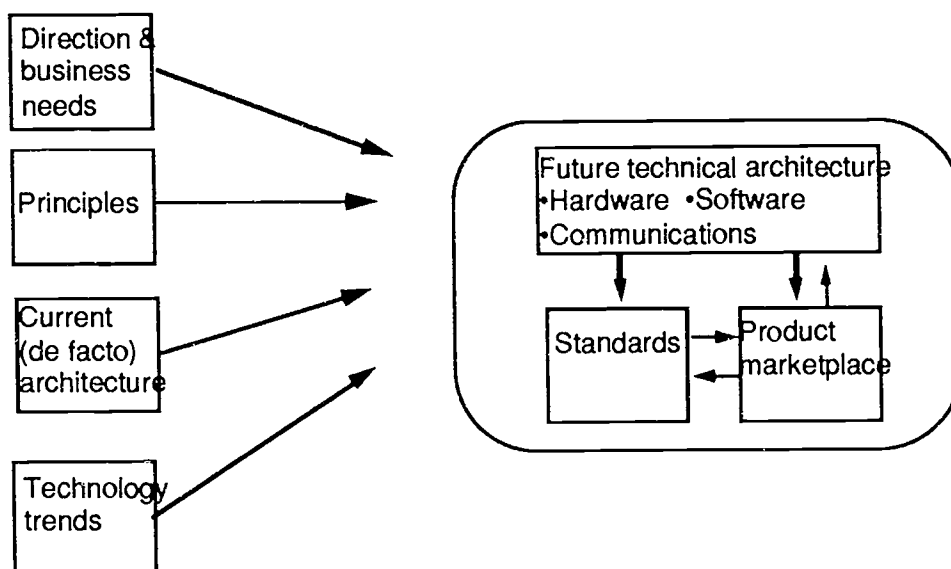 Direction &
business
needs
Principles
Current
(de facto)
architecture
Technology
trends
Future technical architecture
•Hardware •Software
•Communications
Standards
Product
marketplace